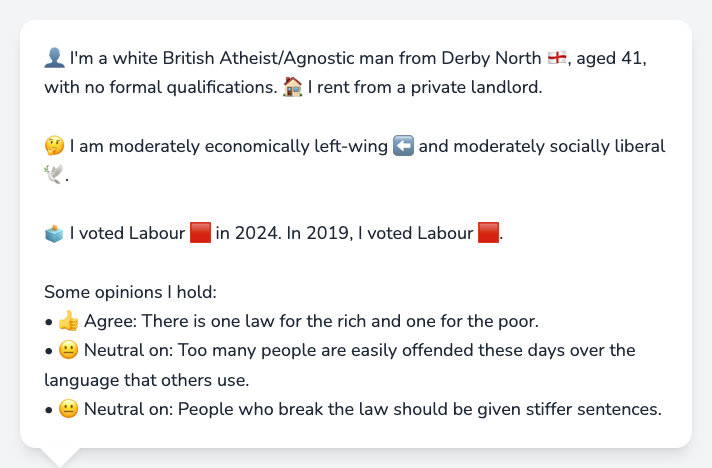 👤 I'm a white British Atheist/Agnostic man from Derby North 🏴󠁧󠁢󠁥󠁮󠁧󠁿, aged 41,
with no formal qualifications. 🏠 I rent from a private landlord.
🤔 I am moderately economically left-wing ⬅️ and moderately socially liberal
🕊️.
🗳️ I voted Labour 🟥 in 2024. In 2019, I voted Labour 🟥.
Some opinions I hold:
• 👍 Agree: There is one law for the rich and one for the poor.
• 😐 Neutral on: Too many people are easily offended these days over the
language that others use.
• 😐 Neutral on: People who break the law should be given stiffer sentences.